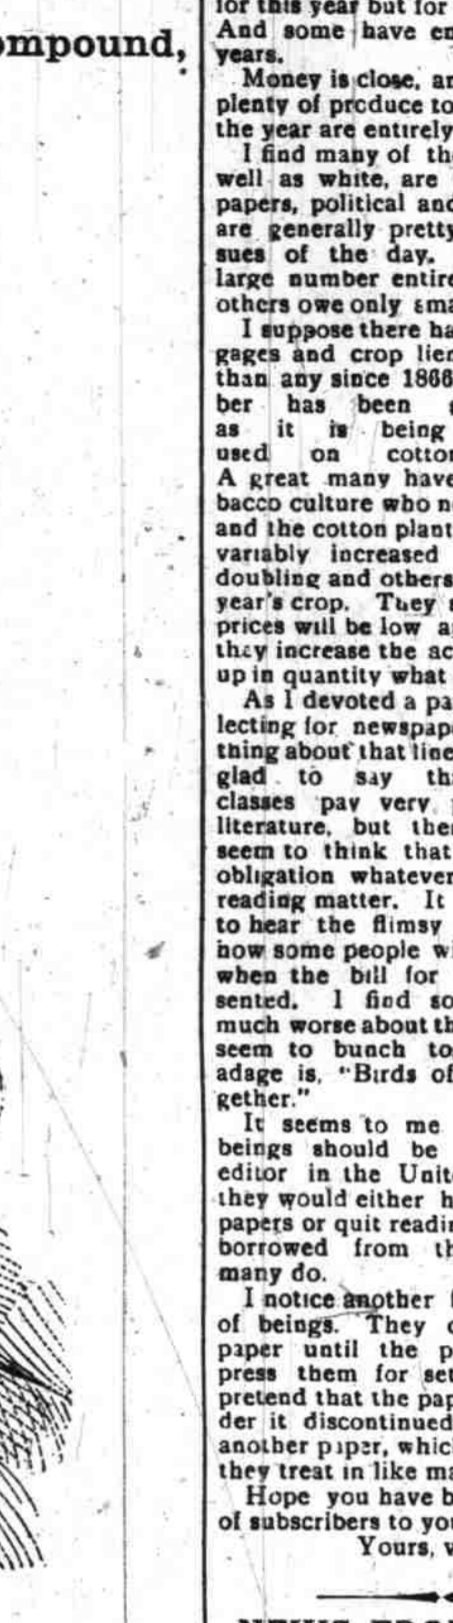 ompound,
for this year but for
And some have en
years.
Money is close, an
plenty of prcduce to
the year are entirely
I find many of th
well as white, are
papers, political and
are generally pretty
sues of the day.
large number entire
others owe only sma
I suppose there ha
gages and crop lien
than any since 1866
ber has been
as it is being
used on cotton
A great many have
bacco culture who n
and the cotton plant
variably increased
doubling and others
year's crop. They s
prices will be low a
they increase the ac
up in quantity what
As I devoted a pa
lecting for newspap
thing about that line
glad to say th
classes pay very
literature, but the
seem to think that
obligation whatever
reading matter. It
to hear the flimsy
how some people wi
when the bill for
sented. I find so
much worse about th
seem to bunch to
adage is, "Birds of
gether."
It seems to me
beings should be
editor in the Unit
they would either h
papers or quit readin
borrowed from th
many do.
I notice another
of beings. They
paper until the p
press them for set
pretend that the pap
der it discontinued
another paper, which
they treat in like ma
Hope you have b
of subscribers to you
Yours, v